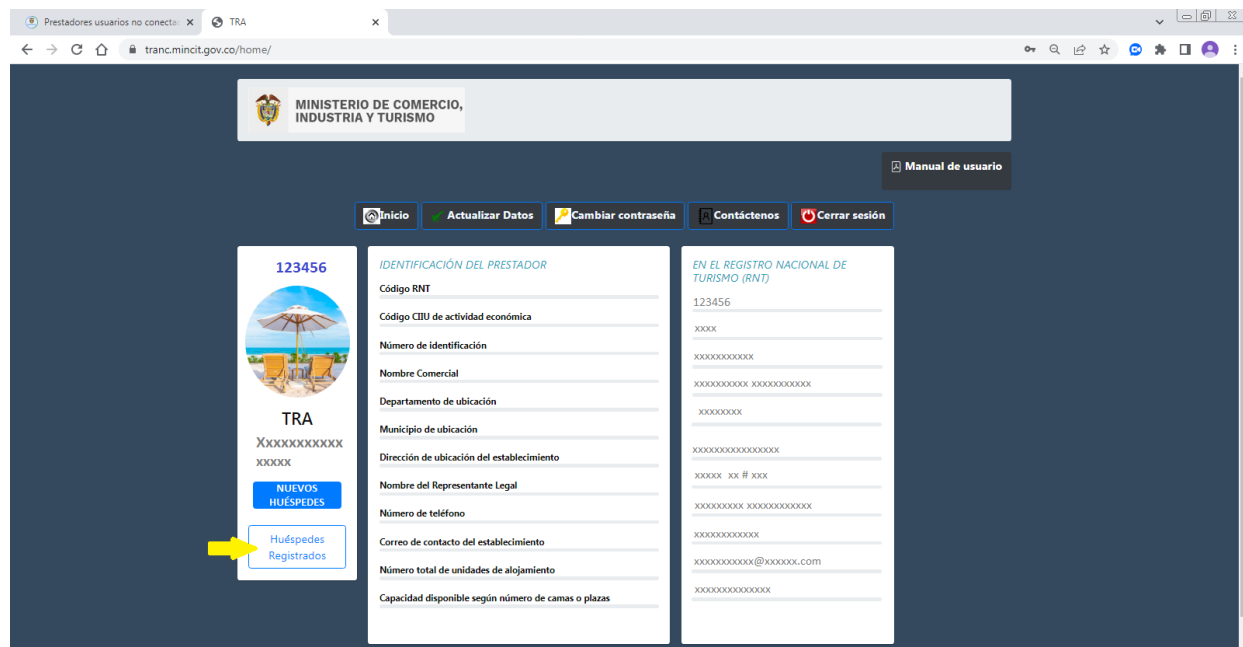 Prestadores usuarios no conecta
TRA
tranc.mincit.gov.co/home/
MINISTERIO DE COMERCIO,
INDUSTRIA Y TURISMO
Manual de usuario
Inicio
Actualizar Datos
Cambiar contraseña
Contáctenos
Cerrar sesión
123456
TRA
Xxxxxxxxxxx
xxxxx
NUEVOS
HUÉSPEDES
Huéspedes
Registrados
IDENTIFICACIÓN DEL PRESTADOR
Código RNT
Código CIIU de actividad económica
Número de identificación
Nombre Comercial
Departamento de ubicación
Municipio de ubicación
Dirección de ubicación del establecimiento
Nombre del Representante Legal
Número de teléfono
Correo de contacto del establecimiento
Número total de unidades de alojamiento
Capacidad disponible según número de camas o plazas
EN EL REGISTRO NACIONAL DE
TURISMO (RNT)
123456
xxxx
xxxxxxxxxxx
xxxxxxxxxx xxxxxxxxxxx
xxxxxxxx
xxxxxxxxxxxxxxxx
xxxxx xx # xxx
xxxxxxxxx xxxxxxxxxxxx
xxxxxxxxxxxx
xxxxxxxxxxx@xxxxxx.com
xxxxxxxxxxxxxx